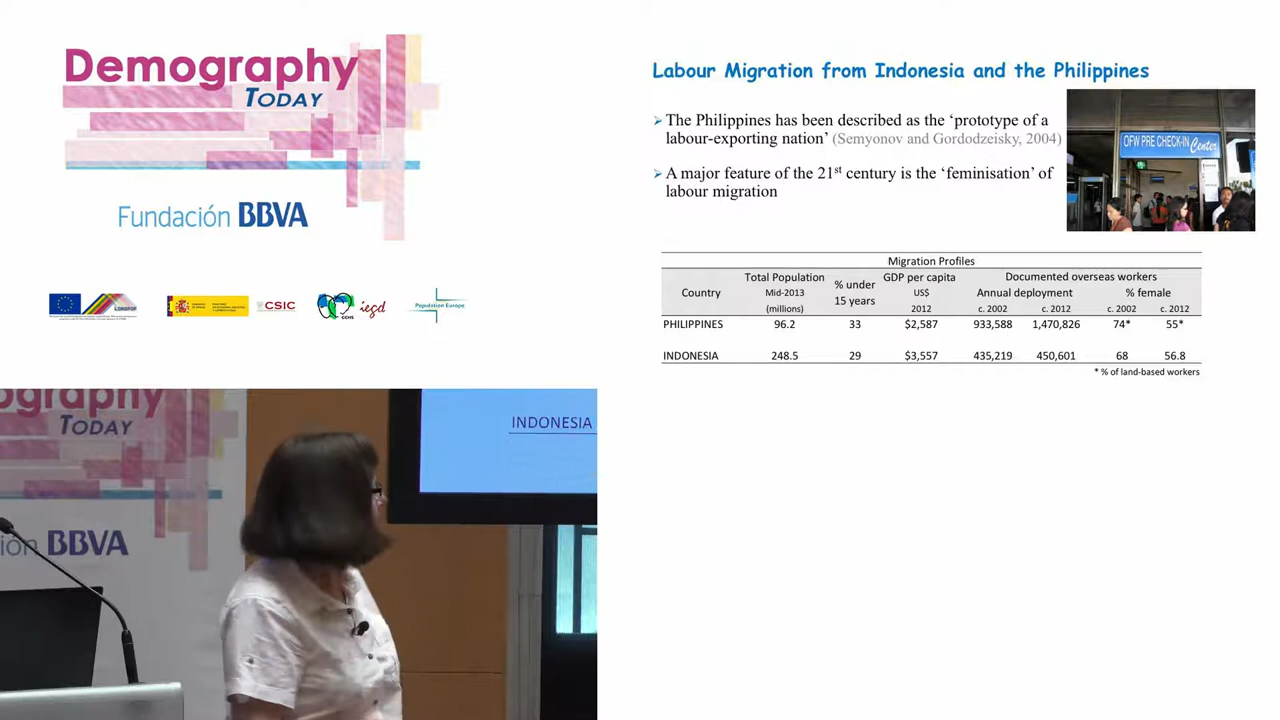 Demography
TODAY
Fundación BBVA
CSIC
iegd
Population Europe
Labour Migration from Indonesia and the Philippines
The Philippines has been described as the ‘prototype of a
labour-exporting nation’ (Semyonov and Gordodzeisky, 2004)
A major feature of the 21st century is the ‘feminisation’ of
labour migration
OFW PRE CHECK-IN Center
Migration Profiles
Total Population GDP per capita Documented overseas workers
Country Mid-2013 % under US$ Annual deployment % female
(millions) 15 years 2012 c. 2002 c. 2012 c. 2002 c. 2012
PHILIPPINES 96.2 33 $2,587 933,588 1,470,826 74* 55*
INDONESIA 248.5 29 $3,557 435,219 450,601 68 56.8
* % of land-based workers
ography
TODAY
ión BBVA
INDONESIA